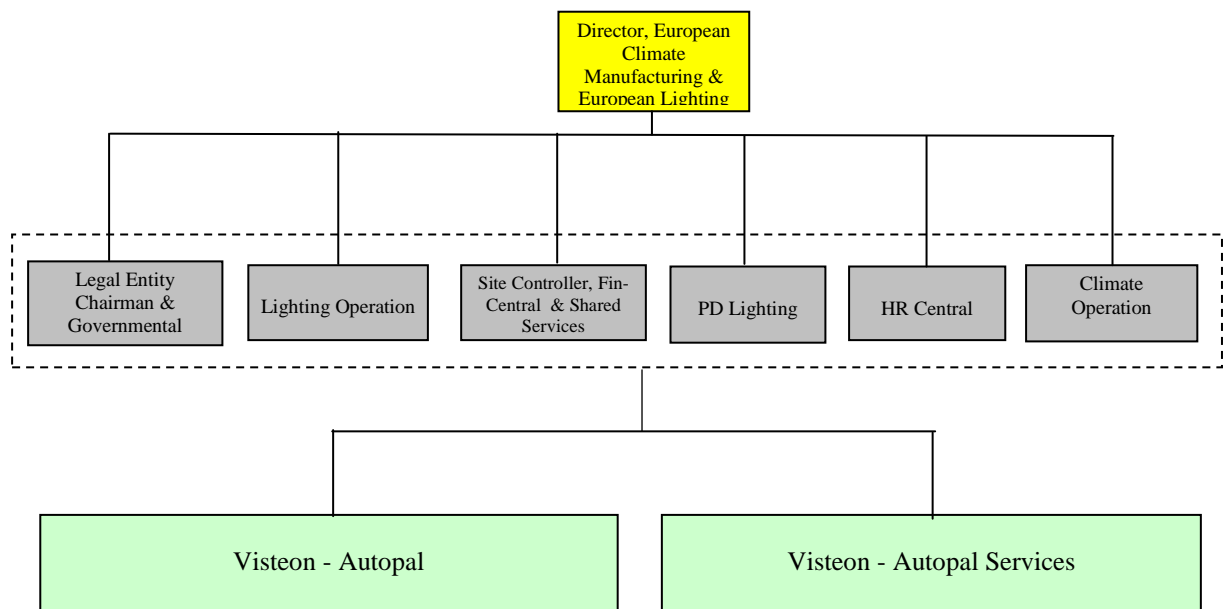 Director, European
Climate
Manufacturing &
European Lighting
Legal Entity
Chairman &
Governmental
Lighting Operation
Site Controller, Fin-
Central & Shared
Services
PD Lighting
HR Central
Climate
Operation
Visteon - Autopal
Visteon - Autopal Services